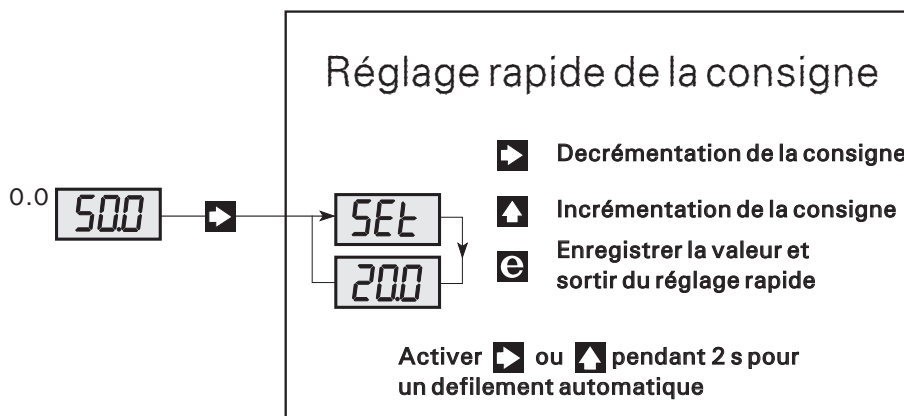 Réglage rapide de la consigne
Decrémentation de la consigne
0.0
50.0
SEt
Incrémentation de la consigne
20.0
e
Enregistrer la valeur et
sortir du réglage rapide
Activer ou pendant 2 s pour
un defilement automatique